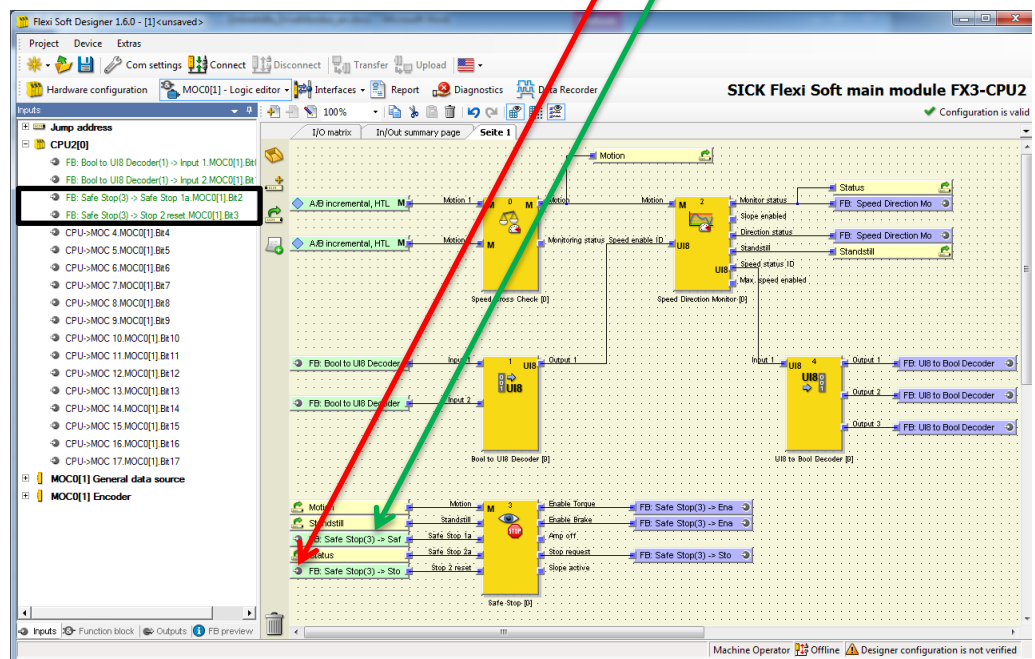 Flexi Soft Designer 1.6.0 - [1]<unsaved>
Project Device Extras
Com settings Connect Disconnect Transfer Upload
Hardware configuration MOC0[1] - Logic editor Interfaces Report Diagnostics Data Recorder SICK Flexi Soft main module FX3-CPU2
Inputs 100% Configuration is valid
I/O matrix In/Out summary page Seite 1
Jump address
CPU2[0]
FB: Bool to UI8 Decoder(1) -> Input 1.MOC0[1].Bit
FB: Bool to UI8 Decoder(1) -> Input 2.MOC0[1].Bit
FB: Safe Stop(3) -> Safe Stop 1a.MOC0[1].Bit2
FB: Safe Stop(3) -> Stop 2 reset.MOC0[1].Bit3
CPU->MOC 4.MOC0[1].Bit4
CPU->MOC 5.MOC0[1].Bit5
CPU->MOC 6.MOC0[1].Bit6
CPU->MOC 7.MOC0[1].Bit7
CPU->MOC 8.MOC0[1].Bit8
CPU->MOC 9.MOC0[1].Bit9
CPU->MOC 10.MOC0[1].Bit10
CPU->MOC 11.MOC0[1].Bit11
CPU->MOC 12.MOC0[1].Bit12
CPU->MOC 13.MOC0[1].Bit13
CPU->MOC 14.MOC0[1].Bit14
CPU->MOC 15.MOC0[1].Bit15
CPU->MOC 16.MOC0[1].Bit16
CPU->MOC 17.MOC0[1].Bit17
MOC0[1] General data source
MOC0[1] Encoder
Inputs Function block Outputs FB preview
Motion
A/B incremental, HTL M Motion 1 M 0 M Motion Motion M 2 Monitor status Status
FB: Speed Direction Mo
Slope enabled
Direction status FB: Speed Direction Mo
A/B incremental, HTL M Motion M Monitoring status Speed enable ID UI8 Standstill Standstill
UI8 Speed status ID
Max. speed enabled
Speed Cross Check [0] Speed Direction Monitor [0]
FB: Bool to UI8 Decoder Input 1 1 UI8 Output 1 Input 1 UI8 4 Output 1 FB: UI8 to Bool Decoder
UI8 UI8
FB: Bool to UI8 Decoder Input 2 Output 2 FB: UI8 to Bool Decoder
Output 3 FB: UI8 to Bool Decoder
Bool to UI8 Decoder [0] UI8 to Bool Decoder [0]
Motion Motion M 3 Enable Torque FB: Safe Stop(3) -> Ena
Standstill Standstill Enable Brake FB: Safe Stop(3) -> Ena
FB: Safe Stop(3) -> Saf Safe Stop 1a STOP Amp off
Status Safe Stop 2a Stop request FB: Safe Stop(3) -> Sto
FB: Safe Stop(3) -> Sto Stop 2 reset Slope active
Safe Stop [0]
Machine Operator Offline Designer configuration is not verified